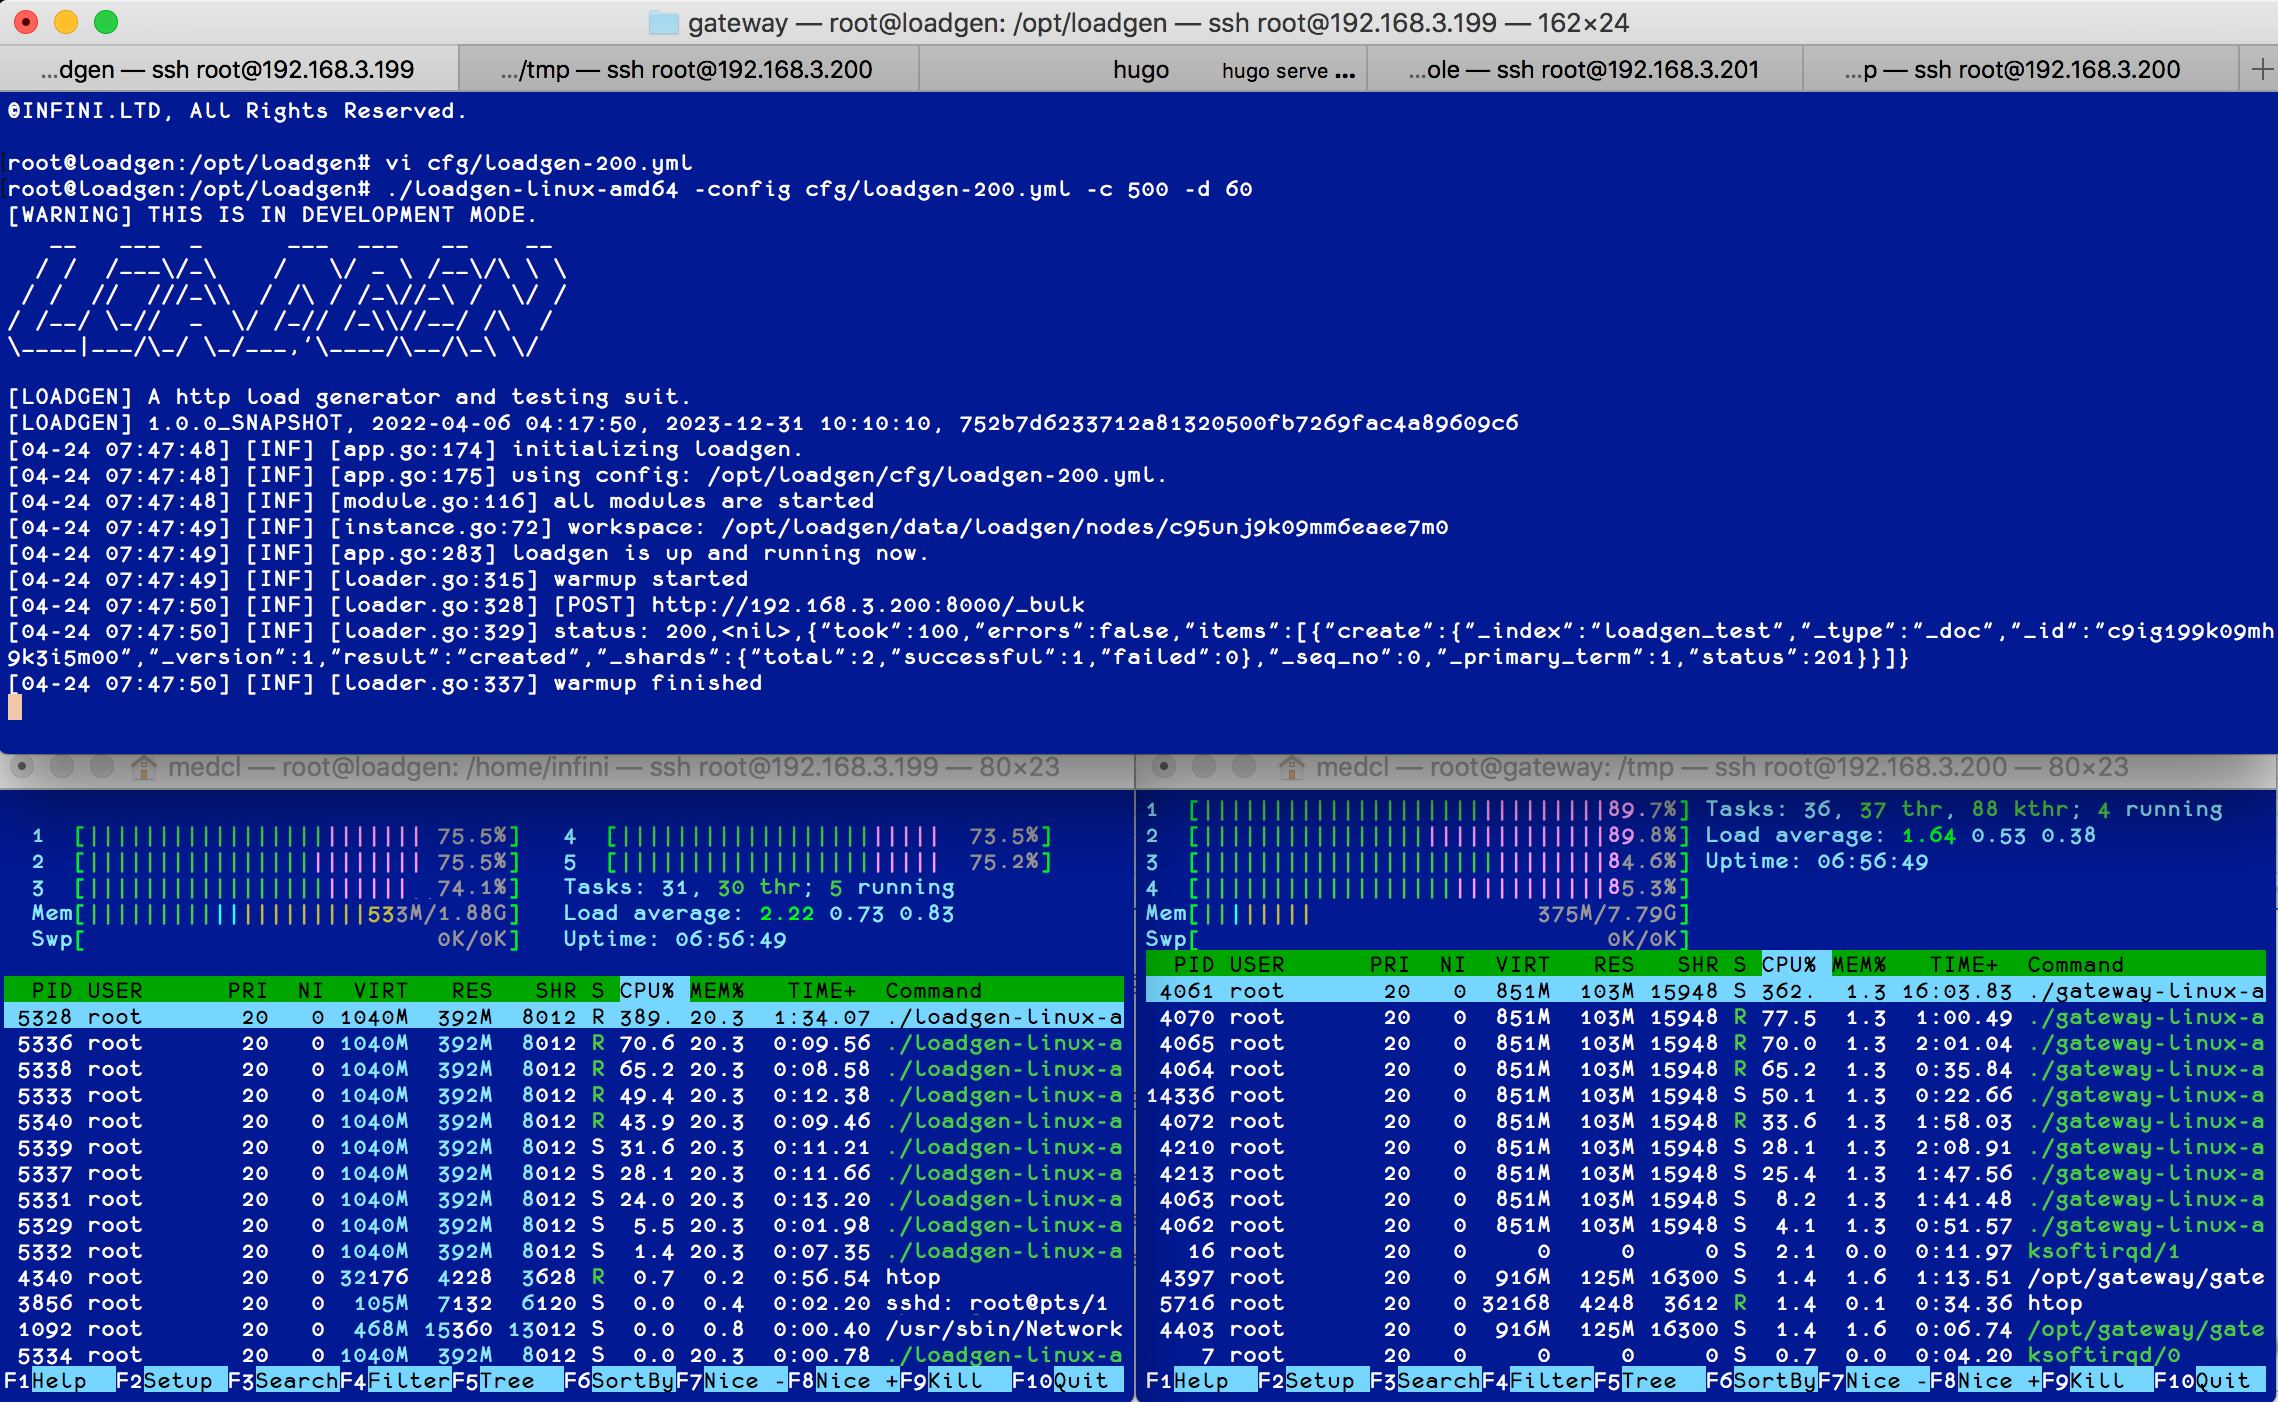 gateway — root@loadgen: /opt/loadgen — ssh root@192.168.3.199 — 162×24
...dgen — ssh root@192.168.3.199 .../tmp — ssh root@192.168.3.200 hugo hugo serve ... ...ole — ssh root@192.168.3.201 ...p — ssh root@192.168.3.200 +
©INFINI.LTD, All Rights Reserved.
[root@loadgen:/opt/loadgen# vi cfg/loadgen-200.yml
[root@loadgen:/opt/loadgen# ./loadgen-linux-amd64 -config cfg/loadgen-200.yml -c 500 -d 60
[WARNING] THIS IS IN DEVELOPMENT MODE.
   __   ___  _      ___  ___   __    __
  / /  /___\/_\    /   \/ _ \ /__\/\ \ \
 / /  //  ///_\\  / /\ / /_\//_\ /  \/ /
/ /__/ \_//  _  \/ /_// /_\\//__/ /\  /
\____|___/\_/ \_/___,'\____/\__/\_\ \/
[LOADGEN] A http load generator and testing suit.
[LOADGEN] 1.0.0_SNAPSHOT, 2022-04-06 04:17:50, 2023-12-31 10:10:10, 752b7d6233712a81320500fb7269fac4a89609c6
[04-24 07:47:48] [INF] [app.go:174] initializing loadgen.
[04-24 07:47:48] [INF] [app.go:175] using config: /opt/loadgen/cfg/loadgen-200.yml.
[04-24 07:47:48] [INF] [module.go:116] all modules are started
[04-24 07:47:49] [INF] [instance.go:72] workspace: /opt/loadgen/data/loadgen/nodes/c95unj9k09mm6eaee7m0
[04-24 07:47:49] [INF] [app.go:283] loadgen is up and running now.
[04-24 07:47:49] [INF] [loader.go:315] warmup started
[04-24 07:47:50] [INF] [loader.go:328] [POST] http://192.168.3.200:8000/_bulk
[04-24 07:47:50] [INF] [loader.go:329] status: 200,<nil>,{"took":100,"errors":false,"items":[{"create":{"_index":"loadgen_test","_type":"_doc","_id":"c9ig199k09mh
9k3i5m00","_version":1,"result":"created","_shards":{"total":2,"successful":1,"failed":0},"_seq_no":0,"_primary_term":1,"status":201}}]}
[04-24 07:47:50] [INF] [loader.go:337] warmup finished
medcl — root@loadgen: /home/infini — ssh root@192.168.3.199 — 80×23
1 [ 75.5%] 4 [ 73.5%]
2 [ 75.5%] 5 [ 75.2%]
3 [ 74.1%] Tasks: 31, 30 thr; 5 running
Mem[533M/1.88G] Load average: 2.22 0.73 0.83
Swp[ 0K/0K] Uptime: 06:56:49
PID USER PRI NI VIRT RES SHR S CPU% MEM% TIME+ Command
5328 root 20 0 1040M 392M 8012 R 389. 20.3 1:34.07 ./loadgen-linux-a
5336 root 20 0 1040M 392M 8012 R 70.6 20.3 0:09.56 ./loadgen-linux-a
5338 root 20 0 1040M 392M 8012 R 65.2 20.3 0:08.58 ./loadgen-linux-a
5333 root 20 0 1040M 392M 8012 R 49.4 20.3 0:12.38 ./loadgen-linux-a
5340 root 20 0 1040M 392M 8012 R 43.9 20.3 0:09.46 ./loadgen-linux-a
5339 root 20 0 1040M 392M 8012 S 31.6 20.3 0:11.21 ./loadgen-linux-a
5337 root 20 0 1040M 392M 8012 S 28.1 20.3 0:11.66 ./loadgen-linux-a
5331 root 20 0 1040M 392M 8012 S 24.0 20.3 0:13.20 ./loadgen-linux-a
5329 root 20 0 1040M 392M 8012 S 5.5 20.3 0:01.98 ./loadgen-linux-a
5332 root 20 0 1040M 392M 8012 S 1.4 20.3 0:07.35 ./loadgen-linux-a
4340 root 20 0 32176 4228 3628 R 0.7 0.2 0:56.54 htop
3856 root 20 0 105M 7132 6120 S 0.0 0.4 0:02.20 sshd: root@pts/1
1092 root 20 0 468M 15360 13012 S 0.0 0.8 0:00.40 /usr/sbin/Network
5334 root 20 0 1040M 392M 8012 S 0.0 20.3 0:00.78 ./loadgen-linux-a
F1Help F2Setup F3SearchF4FilterF5Tree F6SortByF7Nice -F8Nice +F9Kill F10Quit
medcl — root@gateway: /tmp — ssh root@192.168.3.200 — 80×23
1 [89.7%] Tasks: 36, 37 thr, 88 kthr; 4 running
2 [89.8%] Load average: 1.64 0.53 0.38
3 [84.6%] Uptime: 06:56:49
4 [85.3%]
Mem[375M/7.79G]
Swp[ 0K/0K]
PID USER PRI NI VIRT RES SHR S CPU% MEM% TIME+ Command
4061 root 20 0 851M 103M 15948 S 362. 1.3 16:03.83 ./gateway-linux-a
4070 root 20 0 851M 103M 15948 R 77.5 1.3 1:00.49 ./gateway-linux-a
4065 root 20 0 851M 103M 15948 R 70.0 1.3 2:01.04 ./gateway-linux-a
4064 root 20 0 851M 103M 15948 R 65.2 1.3 0:35.84 ./gateway-linux-a
14336 root 20 0 851M 103M 15948 S 50.1 1.3 0:22.66 ./gateway-linux-a
4072 root 20 0 851M 103M 15948 R 33.6 1.3 1:58.03 ./gateway-linux-a
4210 root 20 0 851M 103M 15948 S 28.1 1.3 2:08.91 ./gateway-linux-a
4213 root 20 0 851M 103M 15948 S 25.4 1.3 1:47.56 ./gateway-linux-a
4063 root 20 0 851M 103M 15948 S 8.2 1.3 1:41.48 ./gateway-linux-a
4062 root 20 0 851M 103M 15948 S 4.1 1.3 0:51.57 ./gateway-linux-a
16 root 20 0 0 0 0 S 2.1 0.0 0:11.97 ksoftirqd/1
4397 root 20 0 916M 125M 16300 S 1.4 1.6 1:13.51 /opt/gateway/gate
5716 root 20 0 32168 4248 3612 R 1.4 0.1 0:34.36 htop
4403 root 20 0 916M 125M 16300 S 1.4 1.6 0:06.74 /opt/gateway/gate
7 root 20 0 0 0 0 S 0.7 0.0 0:04.20 ksoftirqd/0
F1Help F2Setup F3SearchF4FilterF5Tree F6SortByF7Nice -F8Nice +F9Kill F10Quit